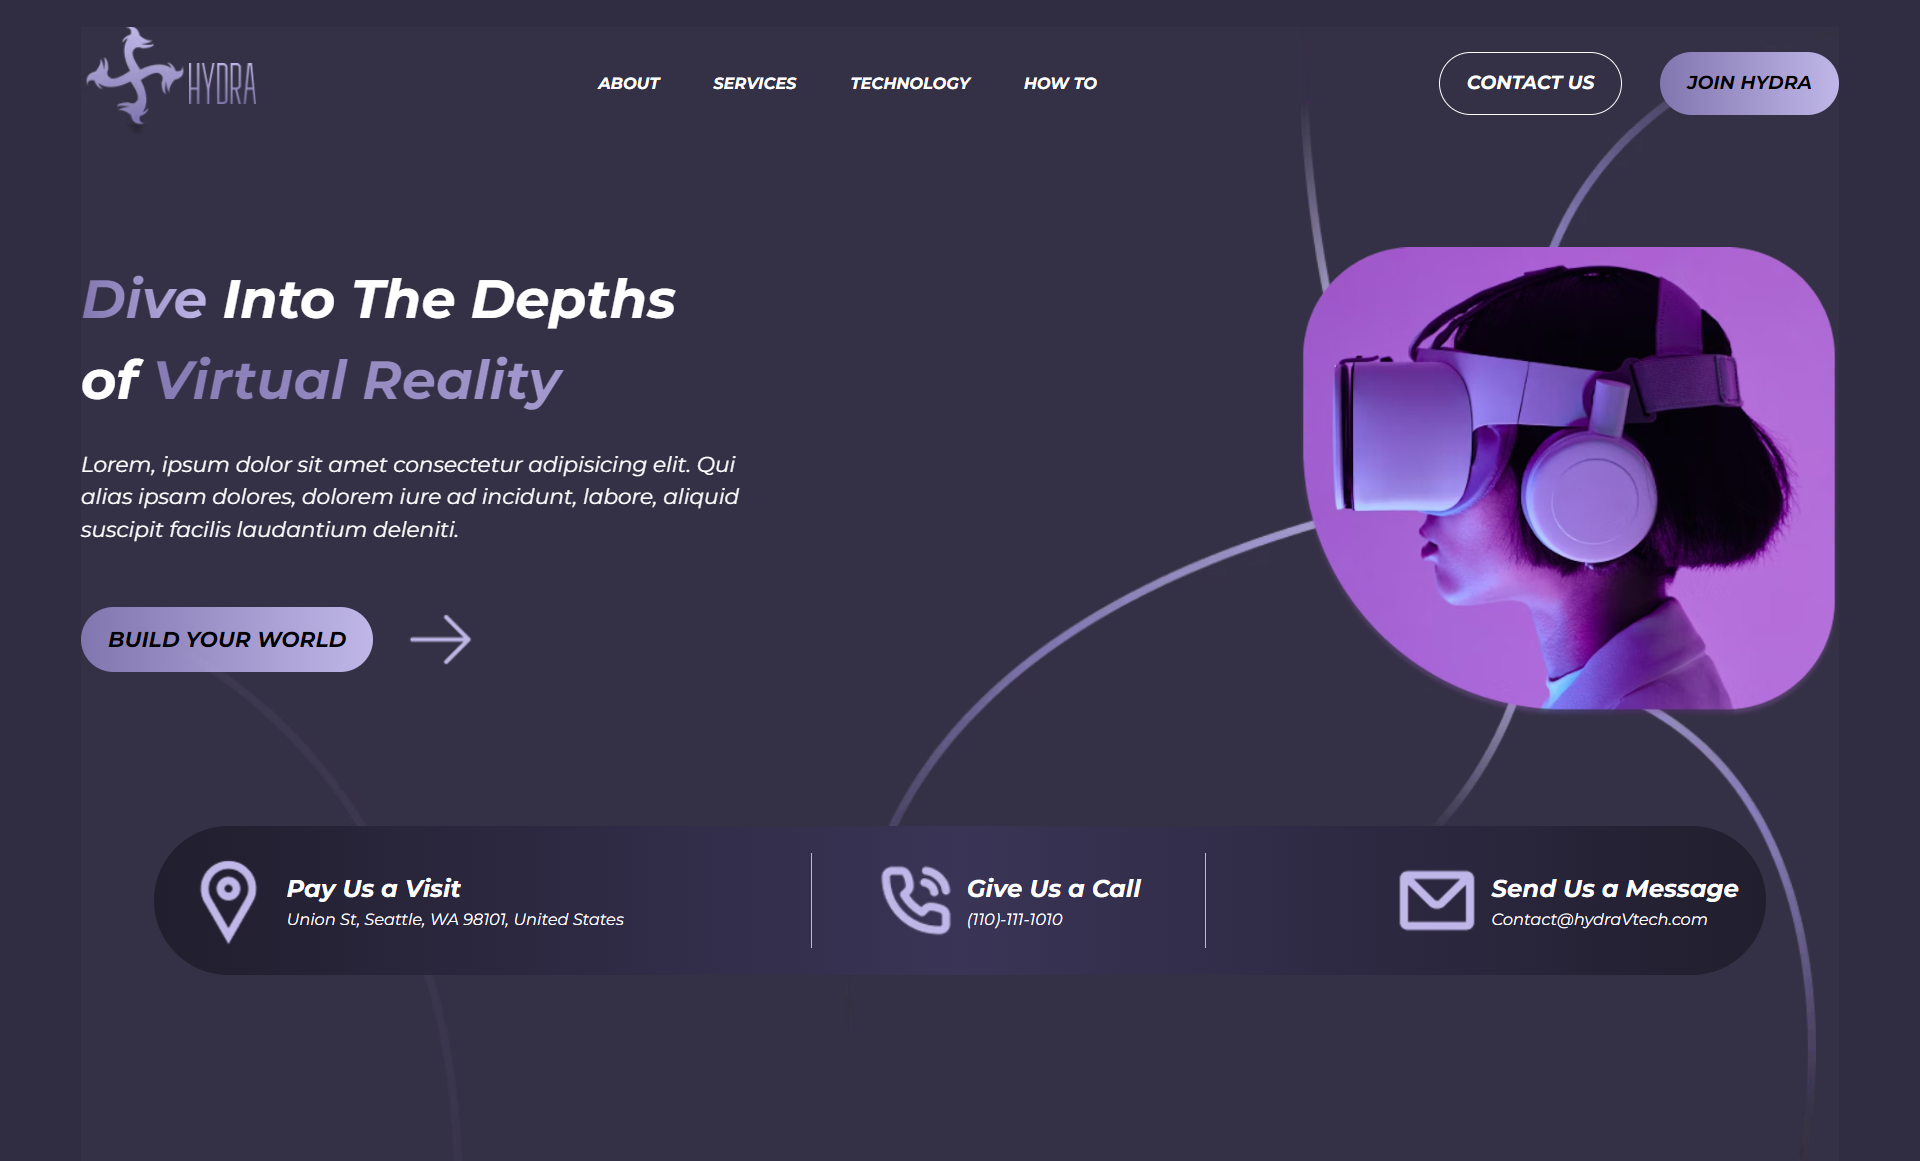 HYDRA
ABOUT SERVICES TECHNOLOGY HOW TO
CONTACT US
JOIN HYDRA
Dive Into The Depths
of Virtual Reality
Lorem, ipsum dolor sit amet consectetur adipisicing elit. Qui
alias ipsam dolores, dolorem iure ad incidunt, labore, aliquid
suscipit facilis laudantium deleniti.
BUILD YOUR WORLD
Pay Us a Visit
Union St, Seattle, WA 98101, United States
Give Us a Call
(110)-111-1010
Send Us a Message
Contact@hydraVtech.com